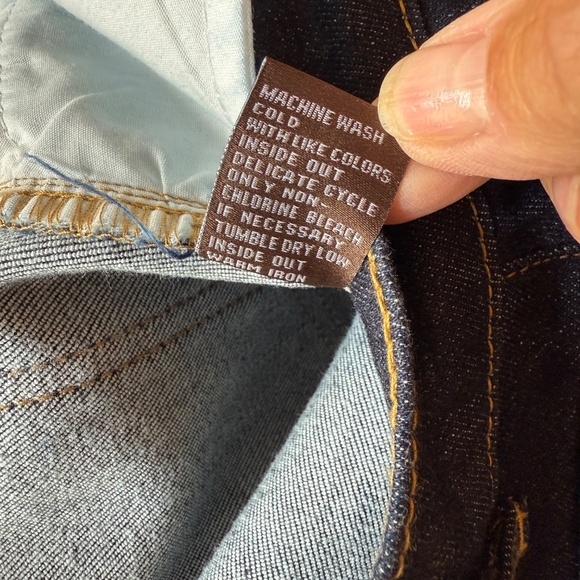 MACHINE WASH
COLD
WITH LIKE COLORS
INSIDE OUT
DELICATE CYCLE
ONLY NON-
CHLORINE BLEACH
IF NECESSARY
TUMBLE DRY LOW
INSIDE OUT
WARM IRON